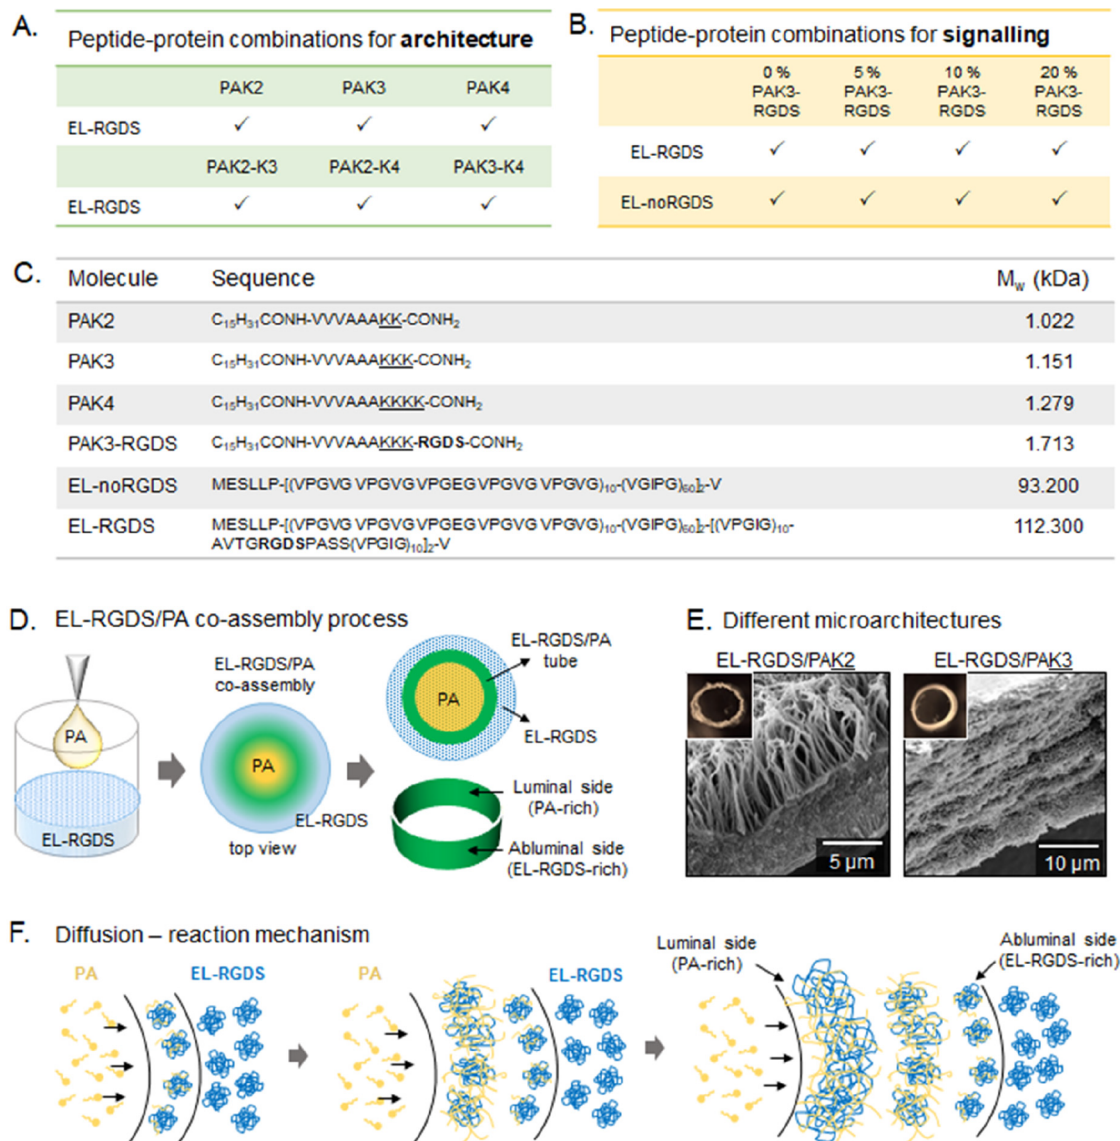 A. Peptide-protein combinations for architecture
PAK2 PAK3 PAK4
EL-RGDS ✓ ✓ ✓
PAK2-K3 PAK2-K4 PAK3-K4
EL-RGDS ✓ ✓ ✓
B. Peptide-protein combinations for signalling
0 % PAK3-RGDS 5 % PAK3-RGDS 10 % PAK3-RGDS 20 % PAK3-RGDS
EL-RGDS ✓ ✓ ✓ ✓
EL-noRGDS ✓ ✓ ✓ ✓
C. Molecule Sequence Mw (kDa)
PAK2 C15H31CONH-VVVAAAKK-CONH2 1.022
PAK3 C15H31CONH-VVVAAAKKK-CONH2 1.151
PAK4 C15H31CONH-VVVAAAKKKK-CONH2 1.279
PAK3-RGDS C15H31CONH-VVVAAAKKK-RGDS-CONH2 1.713
EL-noRGDS MESLLP-[(VPGVG VPGVG VPGEG VPGVG VPGVG)10-(VGIPG)60]2-V 93.200
EL-RGDS MESLLP-[(VPGVG VPGVG VPGEG VPGVG VPGVG)10-(VGIPG)60]2-[(VPGIG)10- 112.300
AVTGRGDSPASS(VPGIG)10]2-V
D. EL-RGDS/PA co-assembly process
PA
EL-RGDS
EL-RGDS/PA
co-assembly
PA
EL-RGDS
top view
EL-RGDS/PA
tube
PA
EL-RGDS
Luminal side
(PA-rich)
Abluminal side
(EL-RGDS-rich)
E. Different microarchitectures
EL-RGDS/PAK2 EL-RGDS/PAK3
5 µm 10 µm
F. Diffusion – reaction mechanism
PA EL-RGDS
PA EL-RGDS
Luminal side
(PA-rich)
Abluminal side
(EL-RGDS-rich)